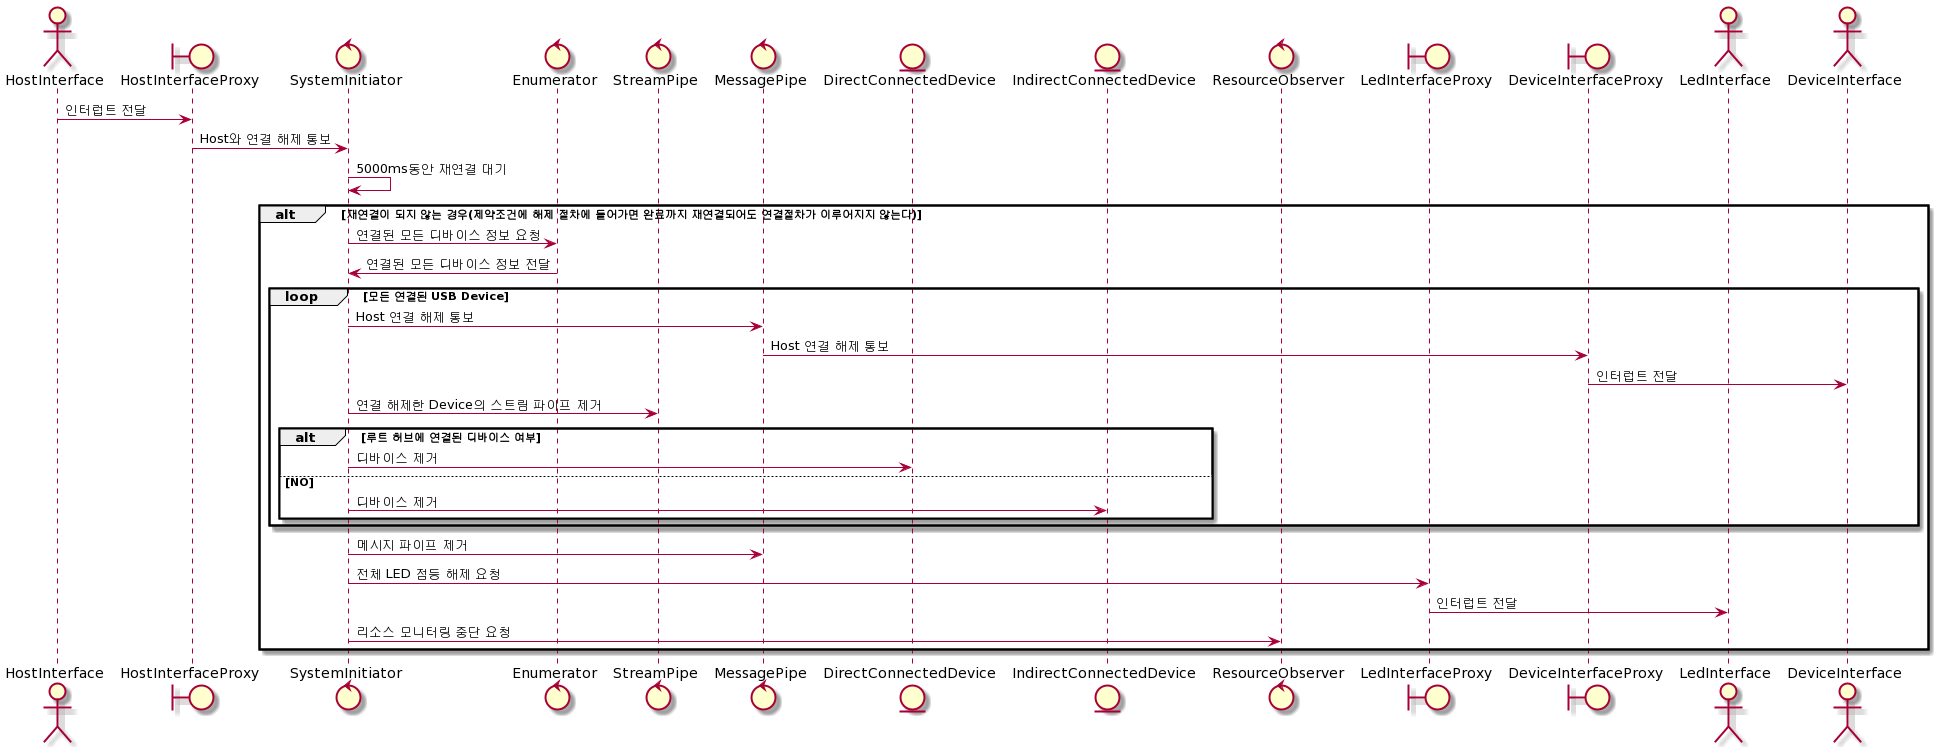 HostInterface HostInterfaceProxy SystemInitiator Enumerator StreamPipe MessagePipe DirectConnectedDevice IndirectConnectedDevice ResourceObserver LedInterfaceProxy DeviceInterfaceProxy LedInterface DeviceInterface
인터럽트 전달
Host와 연결 해제 통보
5000ms동안 재연결 대기
alt [재연결이 되지 않는 경우(제약조건에 해제 절차에 들어가면 완료까지 재연결되어도 연결절차가 이루어지지 않는다)]
연결된 모든 디바이스 정보 요청
연결된 모든 디바이스 정보 전달
loop [모든 연결된 USB Device]
Host 연결 해제 통보
Host 연결 해제 통보
인터럽트 전달
연결 해제한 Device의 스트림 파이프 제거
alt [루트 허브에 연결된 디바이스 여부]
디바이스 제거
[NO]
디바이스 제거
메시지 파이프 제거
전체 LED 점등 해제 요청
인터럽트 전달
리소스 모니터링 중단 요청
HostInterface HostInterfaceProxy SystemInitiator Enumerator StreamPipe MessagePipe DirectConnectedDevice IndirectConnectedDevice ResourceObserver LedInterfaceProxy DeviceInterfaceProxy LedInterface DeviceInterface